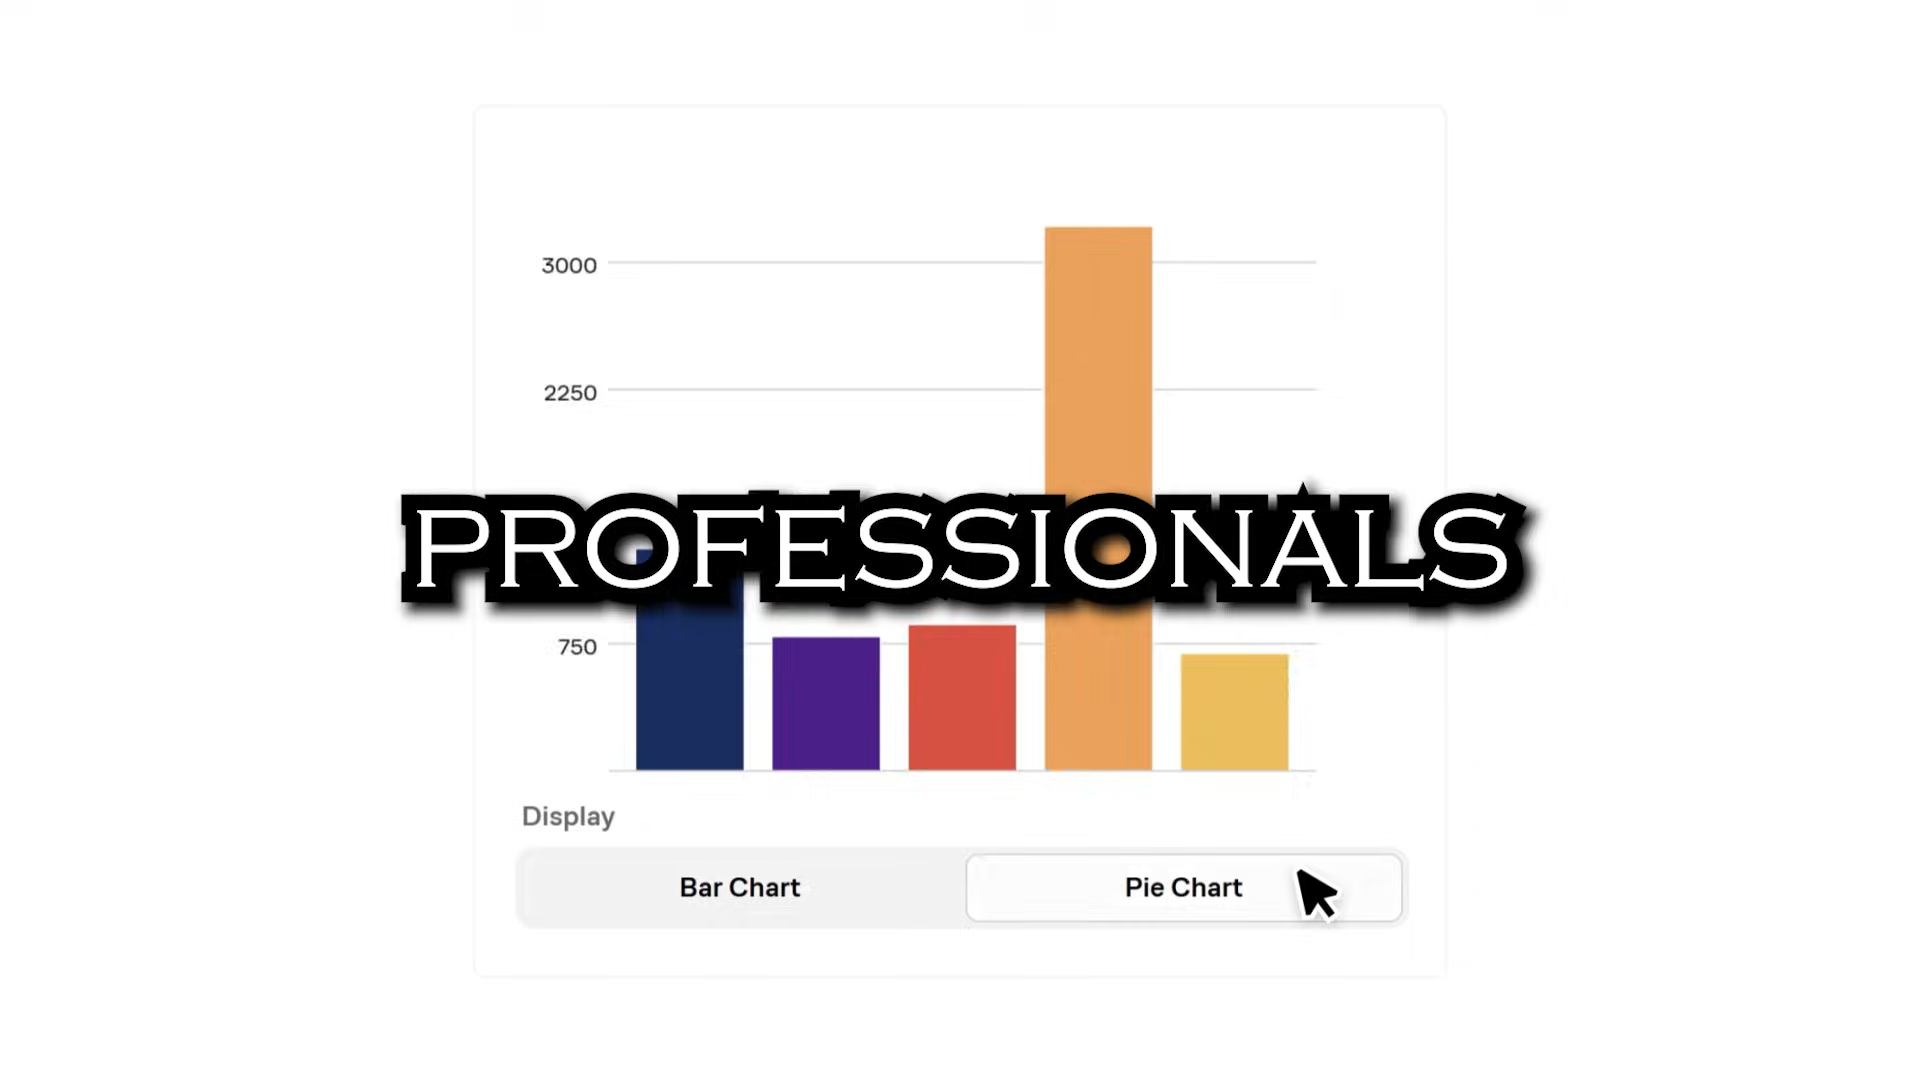 3000
2250
PROFESSIONALS
750
Display
Bar Chart
Pie Chart